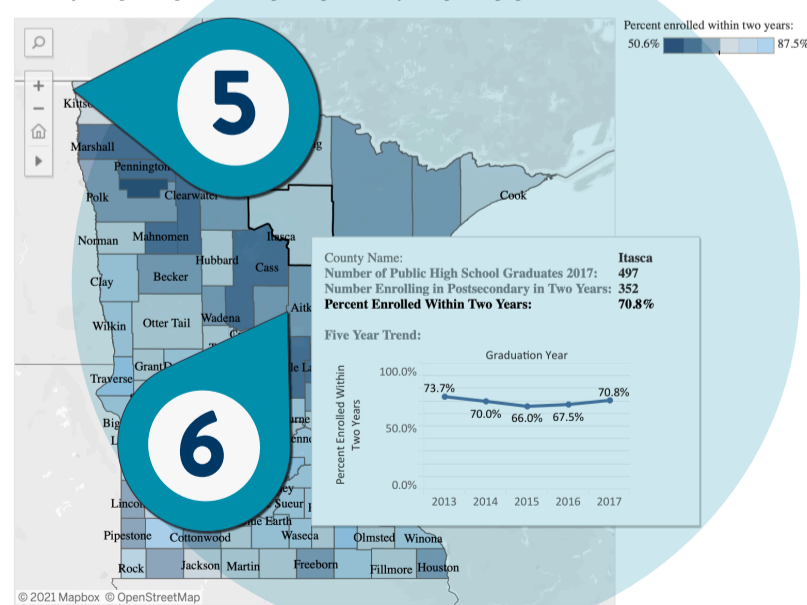 Percent enrolled within two years:
50.6% 87.5%
5
Marshall
Pennington
Polk
Clearwater
Cook
Norman
Mahnomen
Itasca
Hubbard
Cass
Clay
Becker
Wadena
Wilkin
Otter Tail
Grant
Traverse
6
Pipestone
Cottonwood
Waseca
Olmsted
Winona
Rock
Jackson
Martin
Freeborn
Fillmore
Houston
County Name: Itasca
Number of Public High School Graduates 2017: 497
Number Enrolling in Postsecondary in Two Years: 352
Percent Enrolled Within Two Years: 70.8%
Five Year Trend:
Graduation Year
Percent Enrolled Within
Two Years
100.0%
50.0%
0.0%
73.7%
70.0%
66.0%
67.5%
70.8%
2013 2014 2015 2016 2017
© 2021 Mapbox © OpenStreetMap